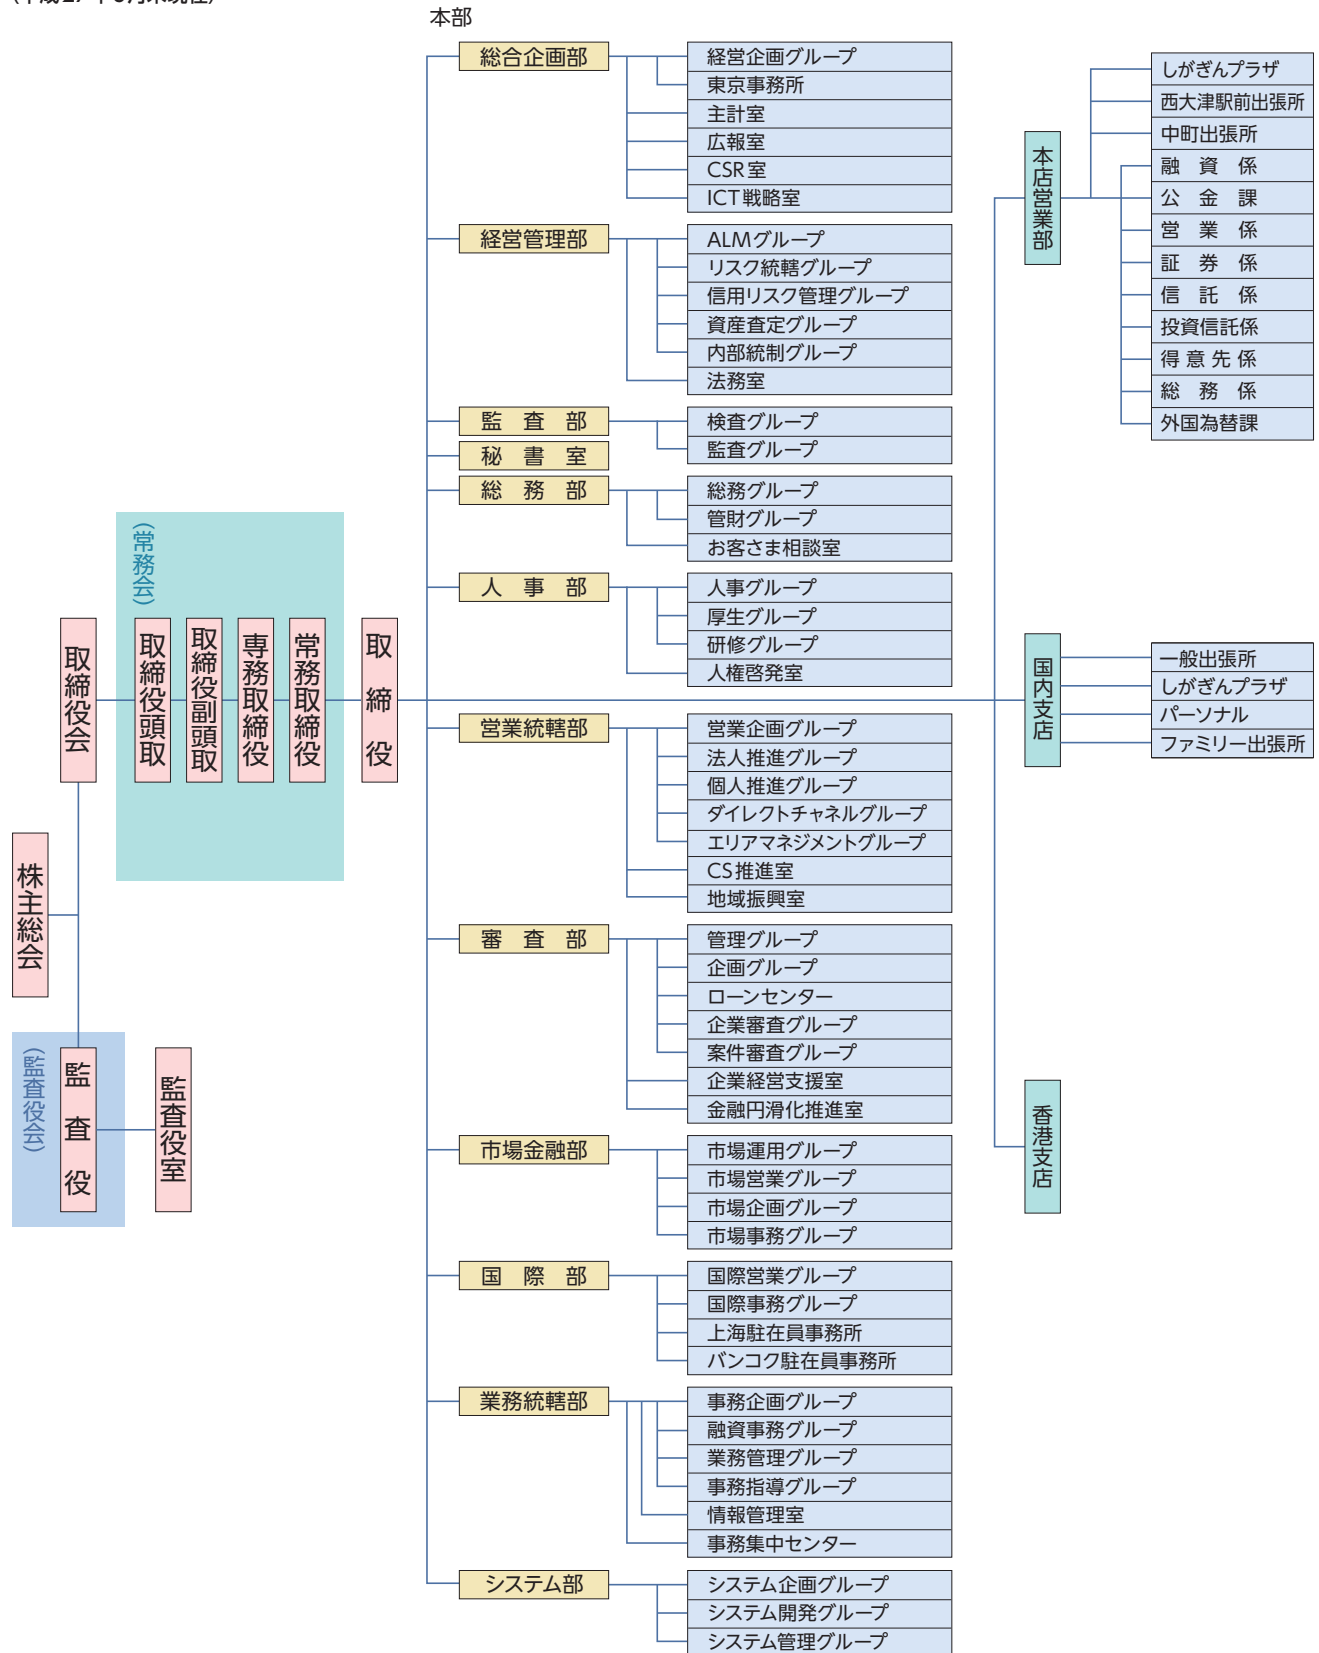 本部
総合企画部
経営企画グループ
東京事務所
主計室
広報室
CSR室
ICT戦略室
経営管理部
ALMグループ
リスク統轄グループ
信用リスク管理グループ
資産査定グループ
内部統制グループ
法務室
監査部
検査グループ
監査グループ
秘書室
総務部
総務グループ
管財グループ
お客さま相談室
人事部
人事グループ
厚生グループ
研修グループ
人権啓発室
営業統轄部
営業企画グループ
法人推進グループ
個人推進グループ
ダイレクトチャネルグループ
エリアマネジメントグループ
CS推進室
地域振興室
審査部
管理グループ
企画グループ
ローンセンター
企業審査グループ
案件審査グループ
企業経営支援室
金融円滑化推進室
市場金融部
市場運用グループ
市場営業グループ
市場企画グループ
市場事務グループ
国際部
国際営業グループ
国際事務グループ
上海駐在員事務所
バンコク駐在員事務所
業務統轄部
事務企画グループ
融資事務グループ
業務管理グループ
事務指導グループ
情報管理室
事務集中センター
システム部
システム企画グループ
システム開発グループ
システム管理グループ
株主総会
取締役会
(常務会)
取締役頭取
取締役副頭取
専務取締役
常務取締役
取締役
(監査役会)
監査役
監査役室
本店営業部
しがぎんプラザ
西大津駅前出張所
中町出張所
融資係
公金課
営業係
証券係
信託係
投資信託係
得意先係
総務係
外国為替課
国内支店
一般出張所
しがぎんプラザ
パーソナル
ファミリー出張所
香港支店